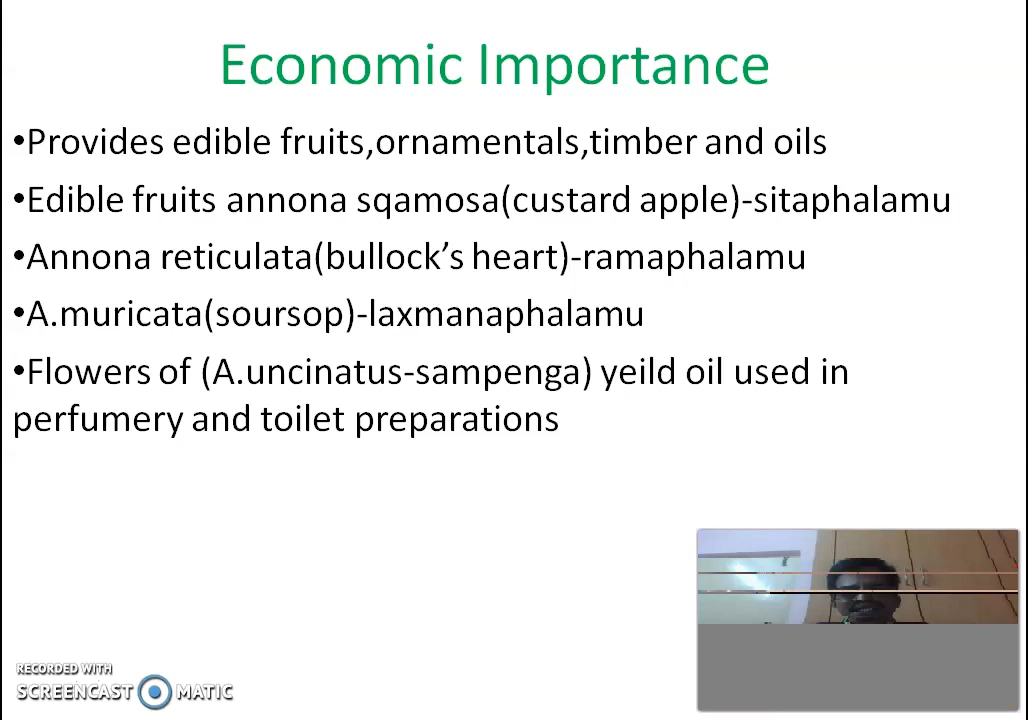 Economic Importance
•Provides edible fruits,ornamentals,timber and oils
•Edible fruits annona sqamosa(custard apple)-sitaphalamu
•Annona reticulata(bullock’s heart)-ramaphalamu
•A.muricata(soursop)-laxmanaphalamu
•Flowers of (A.uncinatus-sampenga) yeild oil used in
perfumery and toilet preparations
RECORDED WITH
SCREENCAST MATIC